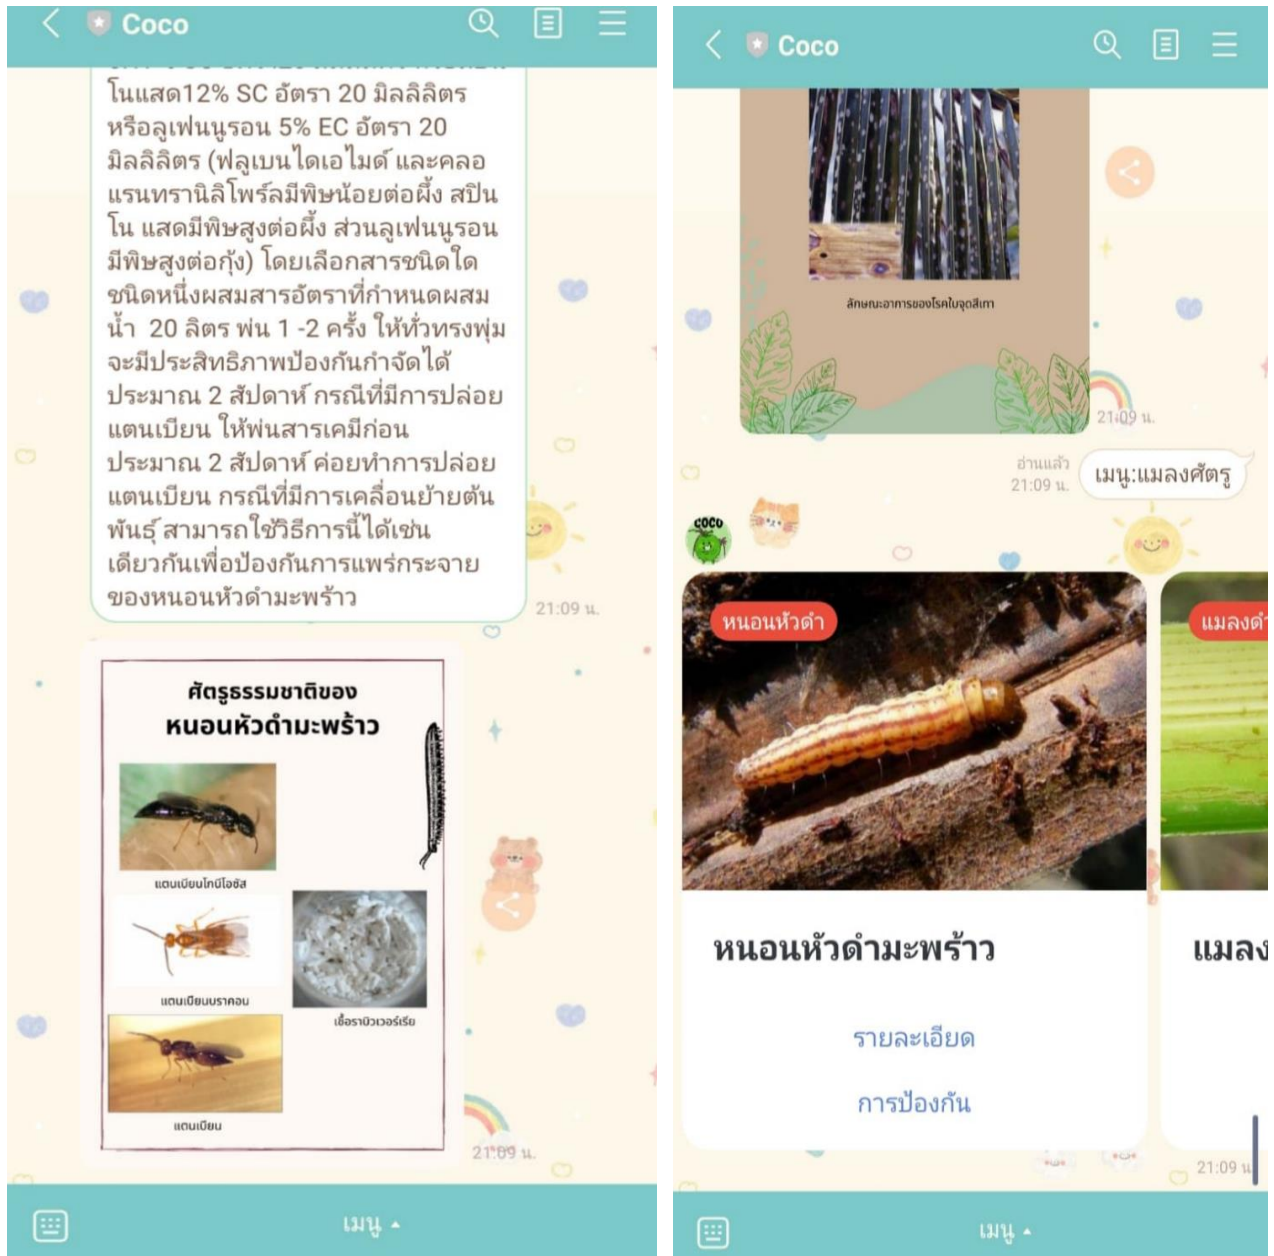 Coco
โนแสด12% SC อัตรา 20 มิลลิลิตร
หรือลูเฟนนูรอน 5% EC อัตรา 20
มิลลิลิตร (ฟลูเบนไดเอไมด์ และคลอ
แรนทรานิลิโพร์ลมีพิษน้อยต่อผึ้ง สปิน
โน แสดมีพิษสูงต่อผึ้ง ส่วนลูเฟนนูรอน
มีพิษสูงต่อกุ้ง) โดยเลือกสารชนิดใด
ชนิดหนึ่งผสมสารอัตราที่กำหนดผสม
น้ำ 20 ลิตร พ่น 1 -2 ครั้ง ให้ทั่วทรงพุ่ม
จะมีประสิทธิภาพป้องกันกำจัดได้
ประมาณ 2 สัปดาห์ กรณีที่มีการปล่อย
แตนเบียน ให้พ่นสารเคมีก่อน
ประมาณ 2 สัปดาห์ ค่อยทำการปล่อย
แตนเบียน กรณีที่มีการเคลื่อนย้ายต้น
พันธุ์ สามารถใช้วิธีการนี้ได้เช่น
เดียวกันเพื่อป้องกันการแพร่กระจาย
ของหนอนหัวดำมะพร้าว
21:09 น.
ศัตรูธรรมชาติของ
หนอนหัวดำมะพร้าว
แตนเบียนโกนีโอซัส
แตนเบียนบราคอน
เชื้อราบิวเวอร์เรีย
แตนเบียน
21:09 น.
เมนู
Coco
ลักษณะอาการของโรคใบจุดสีเทา
21:09 น.
อ่านแล้ว
21:09 น.
เมนู:แมลงศัตรู
COCO
หนอนหัวดำ
แมลงดำ
หนอนหัวดำมะพร้าว
แมลง
รายละเอียด
การป้องกัน
21:09 น
เมนู